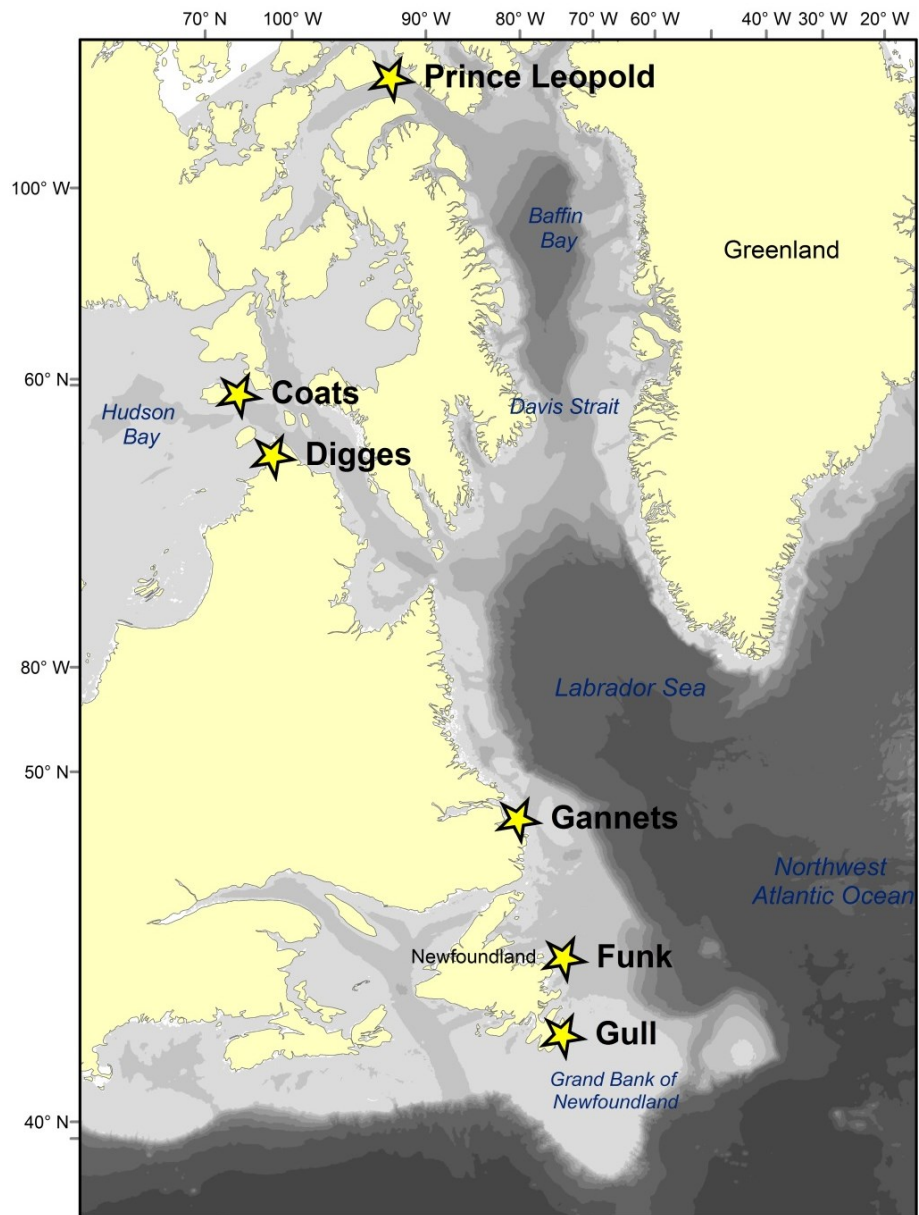 70° N 100° W 90° W 80° W 70° W 60° W 50° W 40° W 30° W 20° W
Prince Leopold
100° W
Baffin
Bay
Greenland
60° N
Coats
Davis Strait
Hudson
Bay
Digges
80° W
Labrador Sea
50° N
Gannets
Northwest
Atlantic Ocean
Newfoundland
Funk
Gull
Grand Bank of
Newfoundland
40° N